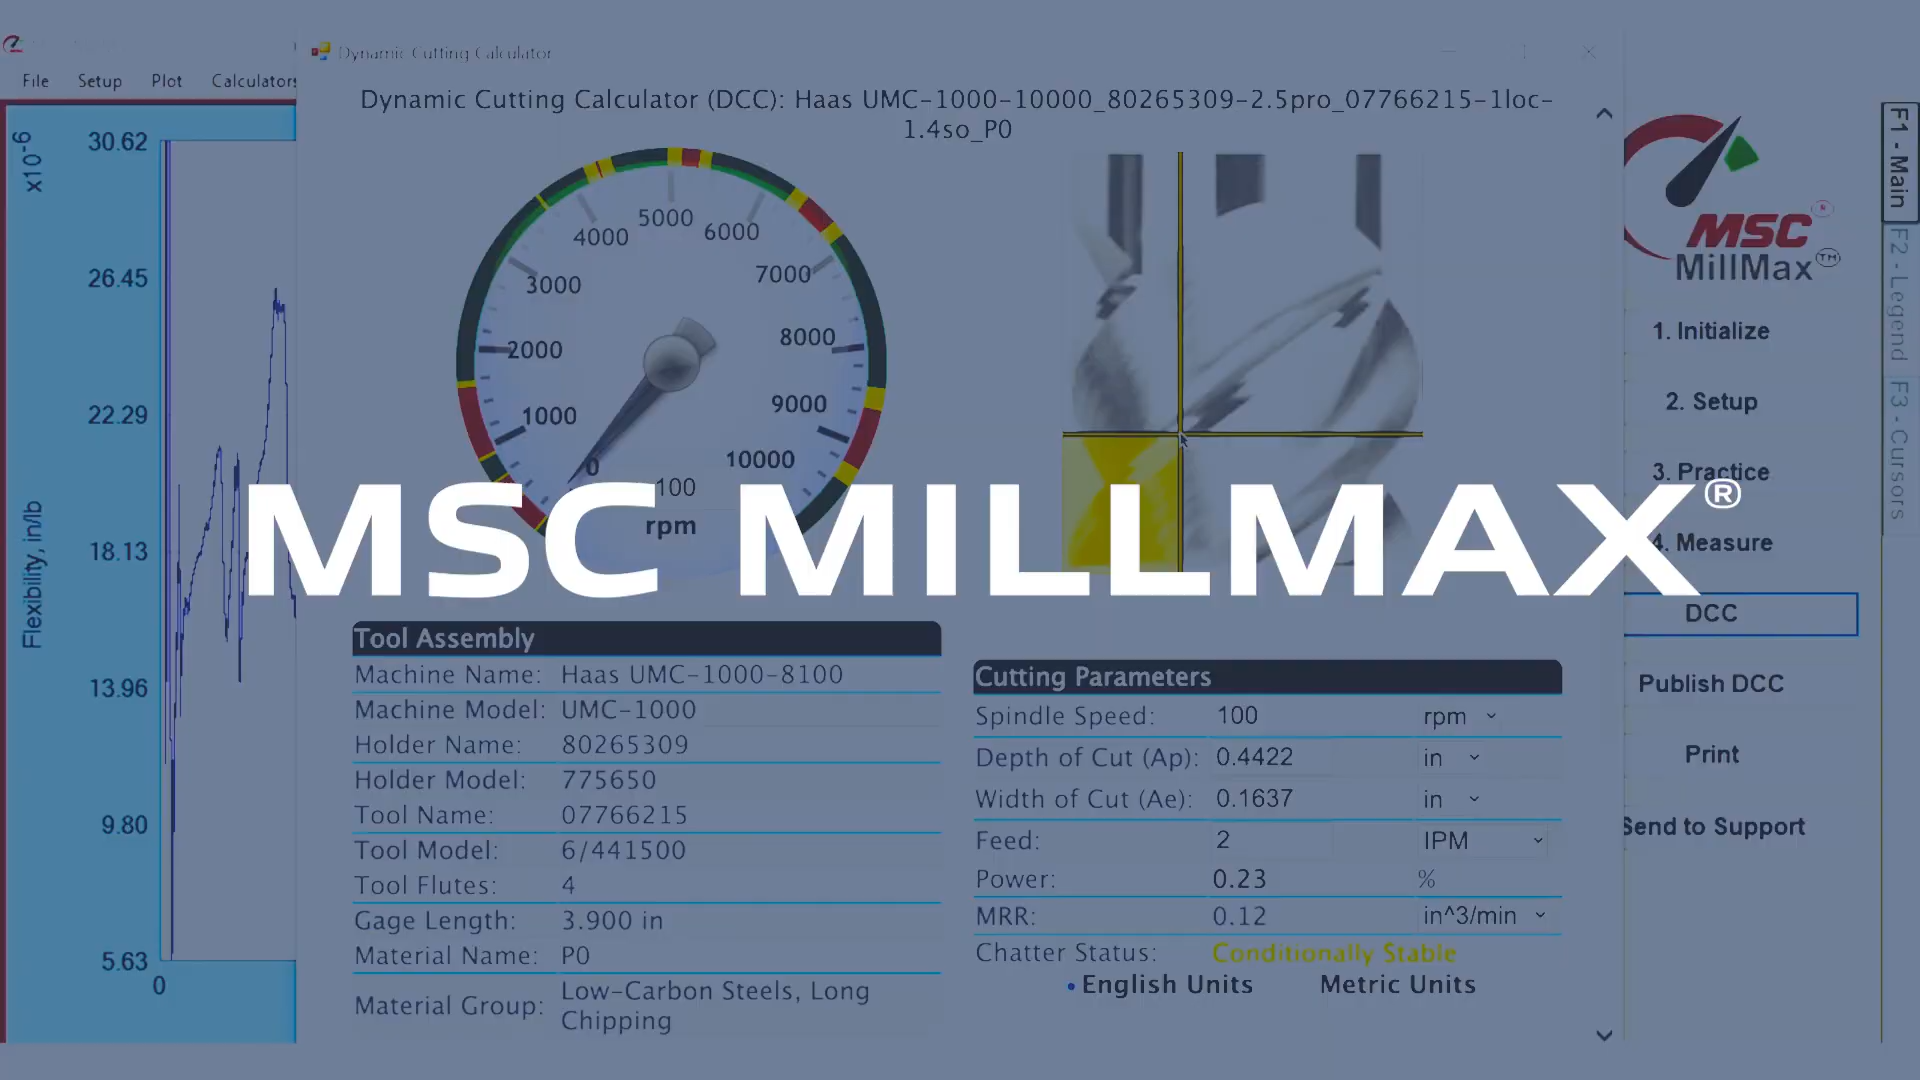 Dynamic Cutting Calculator
File Setup Plot Calculators
Dynamic Cutting Calculator (DCC): Haas UMC-1000-10000_80265309-2.5pro_07766215-1loc-
1.4so_P0
x10-6
30.62
26.45
22.29
18.13
13.96
9.80
5.63
0
Flexibility, in/lb
0
1000
2000
3000
4000
5000
6000
7000
8000
9000
10000
100
rpm
MSC MILLMAX®
Tool Assembly
Machine Name: Haas UMC-1000-8100
Machine Model: UMC-1000
Holder Name: 80265309
Holder Model: 775650
Tool Name: 07766215
Tool Model: 6/441500
Tool Flutes: 4
Gage Length: 3.900 in
Material Name: P0
Material Group: Low-Carbon Steels, Long
Chipping
Cutting Parameters
Spindle Speed: 100 rpm
Depth of Cut (Ap): 0.4422 in
Width of Cut (Ae): 0.1637 in
Feed: 2 IPM
Power: 0.23 %
MRR: 0.12 in^3/min
Chatter Status: Conditionally Stable
English Units Metric Units
MSC®
MillMax™
1. Initialize
2. Setup
3. Practice
4. Measure
DCC
Publish DCC
Print
Send to Support
F1 - Main
F2 - Legend
F3 - Cursors